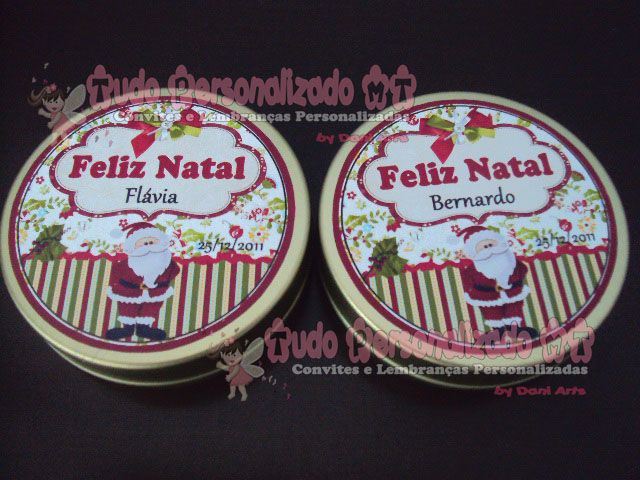 Tudo Personalizado MT
Convites e Lembranças Personalizadas
by Dani Arts
Feliz Natal
Flávia
25/12/2011
Feliz Natal
Bernardo
25/12/2011
Tudo Personalizado MT
Convites e Lembranças Personalizadas
by Dani Arts